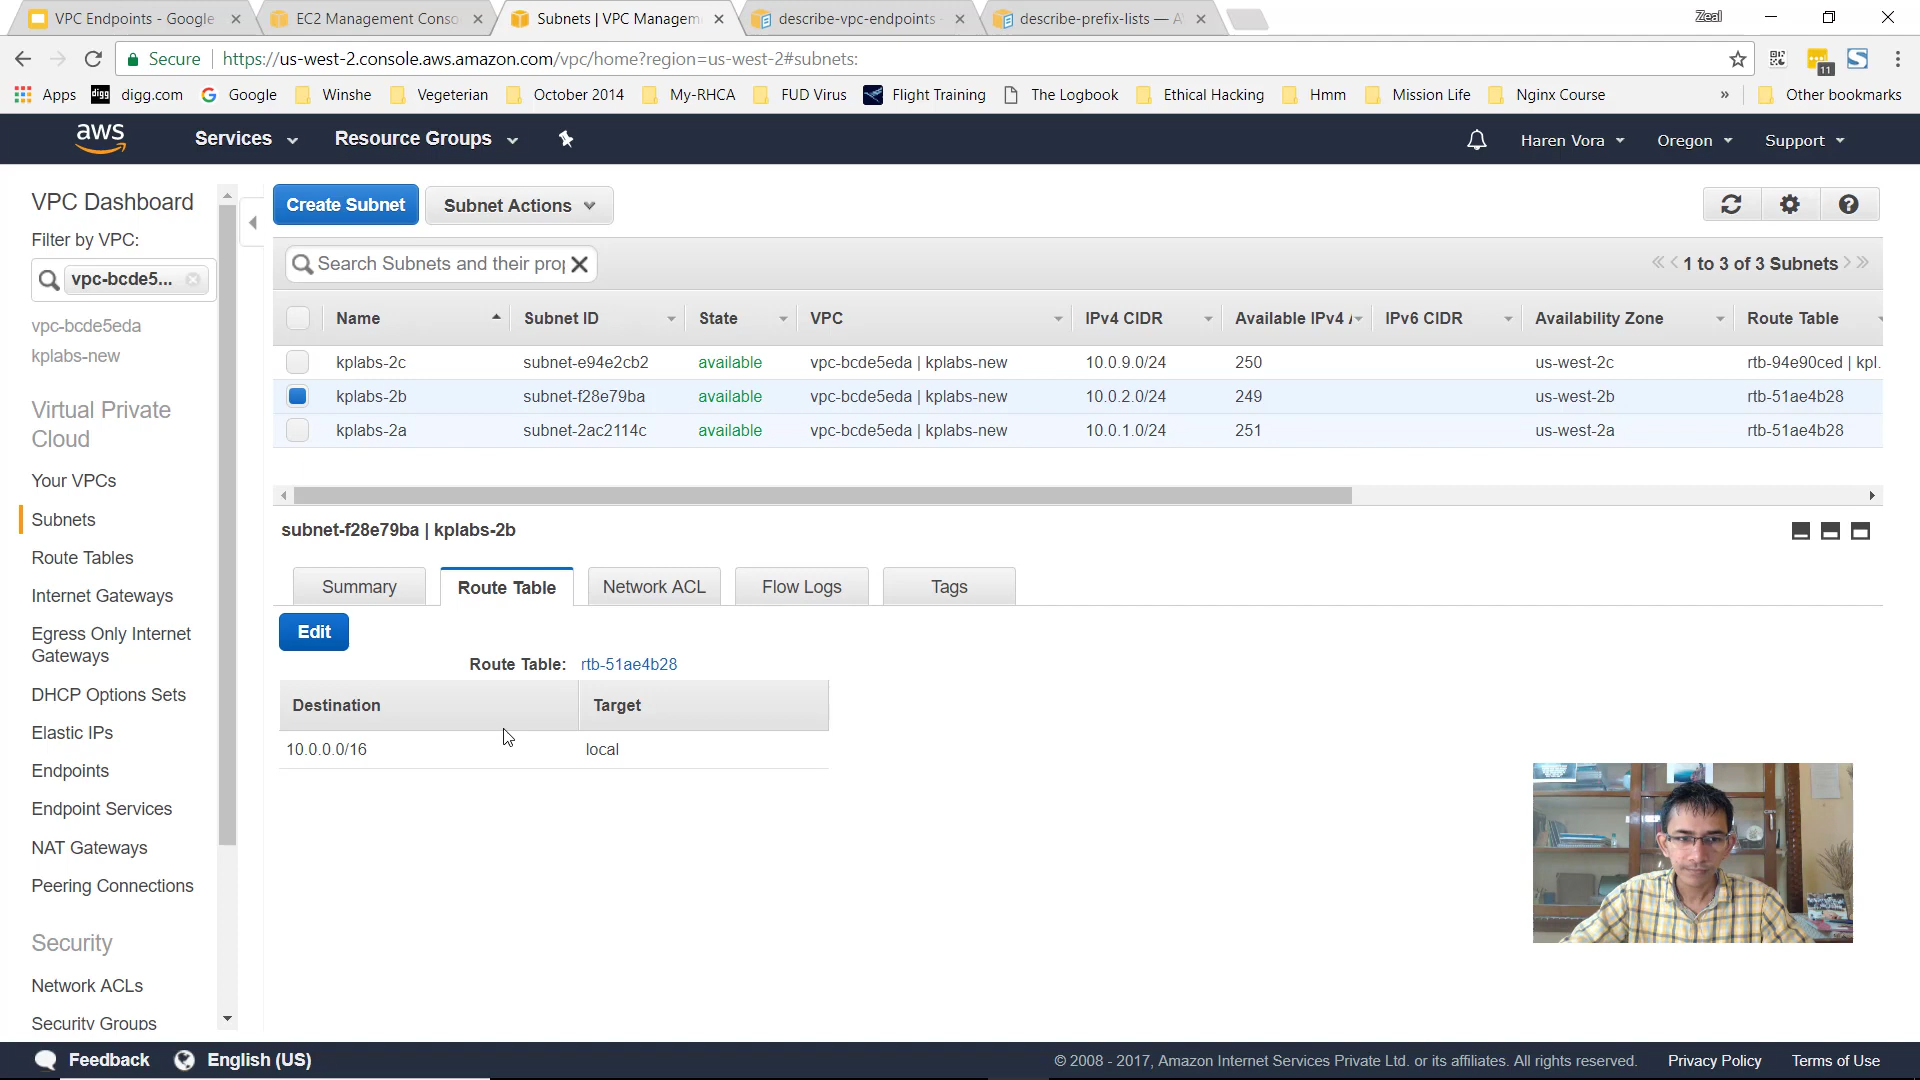 VPC Endpoints - Google
EC2 Management Conso
Subnets | VPC Managem
describe-vpc-endpoints
describe-prefix-lists — A
Zeal
Secure
https://us-west-2.console.aws.amazon.com/vpc/home?region=us-west-2#subnets:
11
Apps
digg
digg.com
Google
Winshe
Vegeterian
October 2014
My-RHCA
FUD Virus
Flight Training
The Logbook
Ethical Hacking
Hmm
Mission Life
Nginx Course
»
Other bookmarks
aws
Services
Resource Groups
Haren Vora
Oregon
Support
VPC Dashboard
Filter by VPC:
vpc-bcde5...
vpc-bcde5eda
kplabs-new
Virtual Private
Cloud
Your VPCs
Subnets
Route Tables
Internet Gateways
Egress Only Internet
Gateways
DHCP Options Sets
Elastic IPs
Endpoints
Endpoint Services
NAT Gateways
Peering Connections
Security
Network ACLs
Security Groups
Create Subnet
Subnet Actions
Search Subnets and their prop
1 to 3 of 3 Subnets
Name Subnet ID State VPC IPv4 CIDR Available IPv4 IPv6 CIDR Availability Zone Route Table
kplabs-2c subnet-e94e2cb2 available vpc-bcde5eda | kplabs-new 10.0.9.0/24 250 us-west-2c rtb-94e90ced | kpl.
kplabs-2b subnet-f28e79ba available vpc-bcde5eda | kplabs-new 10.0.2.0/24 249 us-west-2b rtb-51ae4b28
kplabs-2a subnet-2ac2114c available vpc-bcde5eda | kplabs-new 10.0.1.0/24 251 us-west-2a rtb-51ae4b28
subnet-f28e79ba | kplabs-2b
Summary
Route Table
Network ACL
Flow Logs
Tags
Edit
Route Table: rtb-51ae4b28
Destination Target
10.0.0.0/16 local
Feedback
English (US)
© 2008 - 2017, Amazon Internet Services Private Ltd. or its affiliates. All rights reserved.
Privacy Policy
Terms of Use